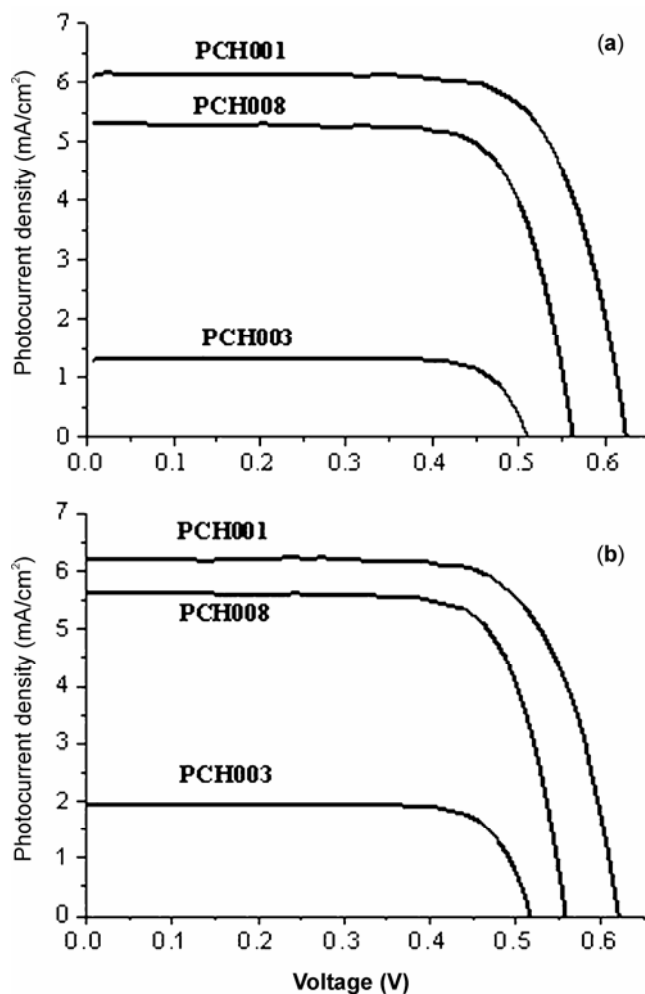 7
(a)
PCH001
6
PCH008
5
4
3
2
PCH003
1
0
0.0 0.1 0.2 0.3 0.4 0.5 0.6
Photocurrent density (mA/cm²)
7
PCH001
(b)
6
PCH008
5
4
3
PCH003
2
1
0
0.0 0.1 0.2 0.3 0.4 0.5 0.6
Photocurrent density (mA/cm²)
Voltage (V)